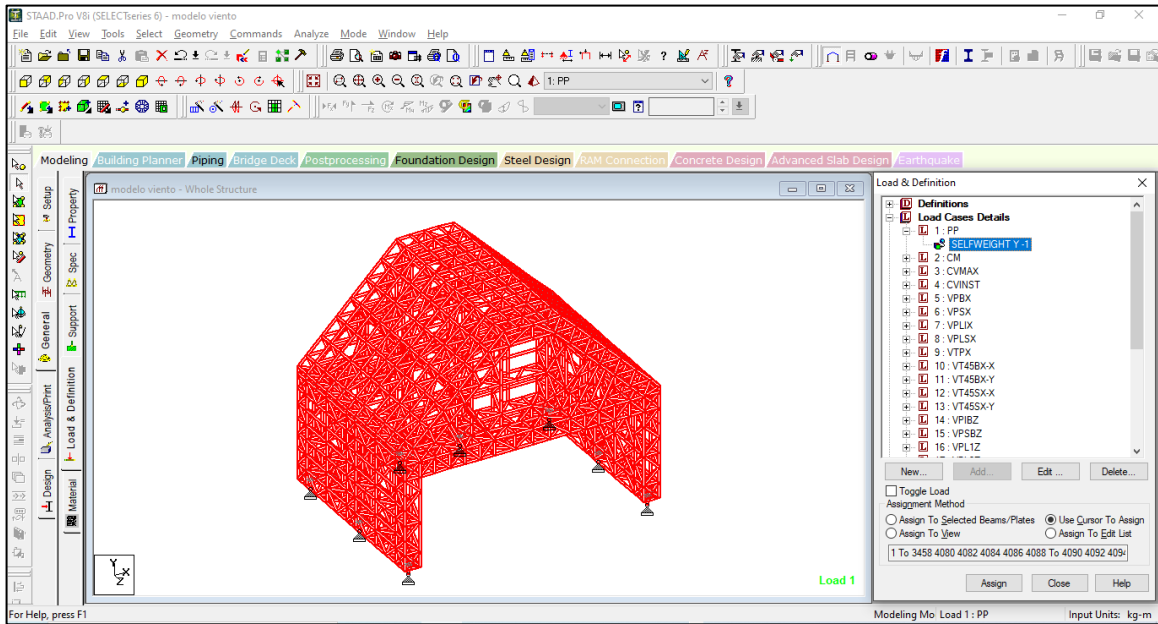 STAAD.Pro V8i (SELECTseries 6) - modelo viento
File Edit View Tools Select Geometry Commands Analyze Mode Window Help
1: PP
Modeling Building Planner Piping Bridge Deck Postprocessing Foundation Design Steel Design RAM Connection Concrete Design Advanced Slab Design Earthquake
Setup
Geometry
General
Analysis/Print
Design
Property
Spec
Support
Load & Definition
Material
modelo viento - Whole Structure
Y
X
Z
Load 1
Load & Definition
Definitions
Load Cases Details
1 : PP
SELFWEIGHT Y -1
2 : CM
3 : CVMAX
4 : CVINST
5 : VPBX
6 : VPSX
7 : VPLIX
8 : VPLSX
9 : VTPX
10 : VT45BX-X
11 : VT45BX-Y
12 : VT45SX-X
13 : VT45SX-Y
14 : VPIBZ
15 : VPSBZ
16 : VPL1Z
New... Add... Edit ... Delete...
Toggle Load
Assignment Method
Assign To Selected Beams/Plates Use Cursor To Assign
Assign To View Assign To Edit List
1 To 3458 4080 4082 4084 4086 4088 To 4090 4092 4094
Assign Close Help
For Help, press F1 Modeling Mo Load 1 : PP Input Units: kg-m